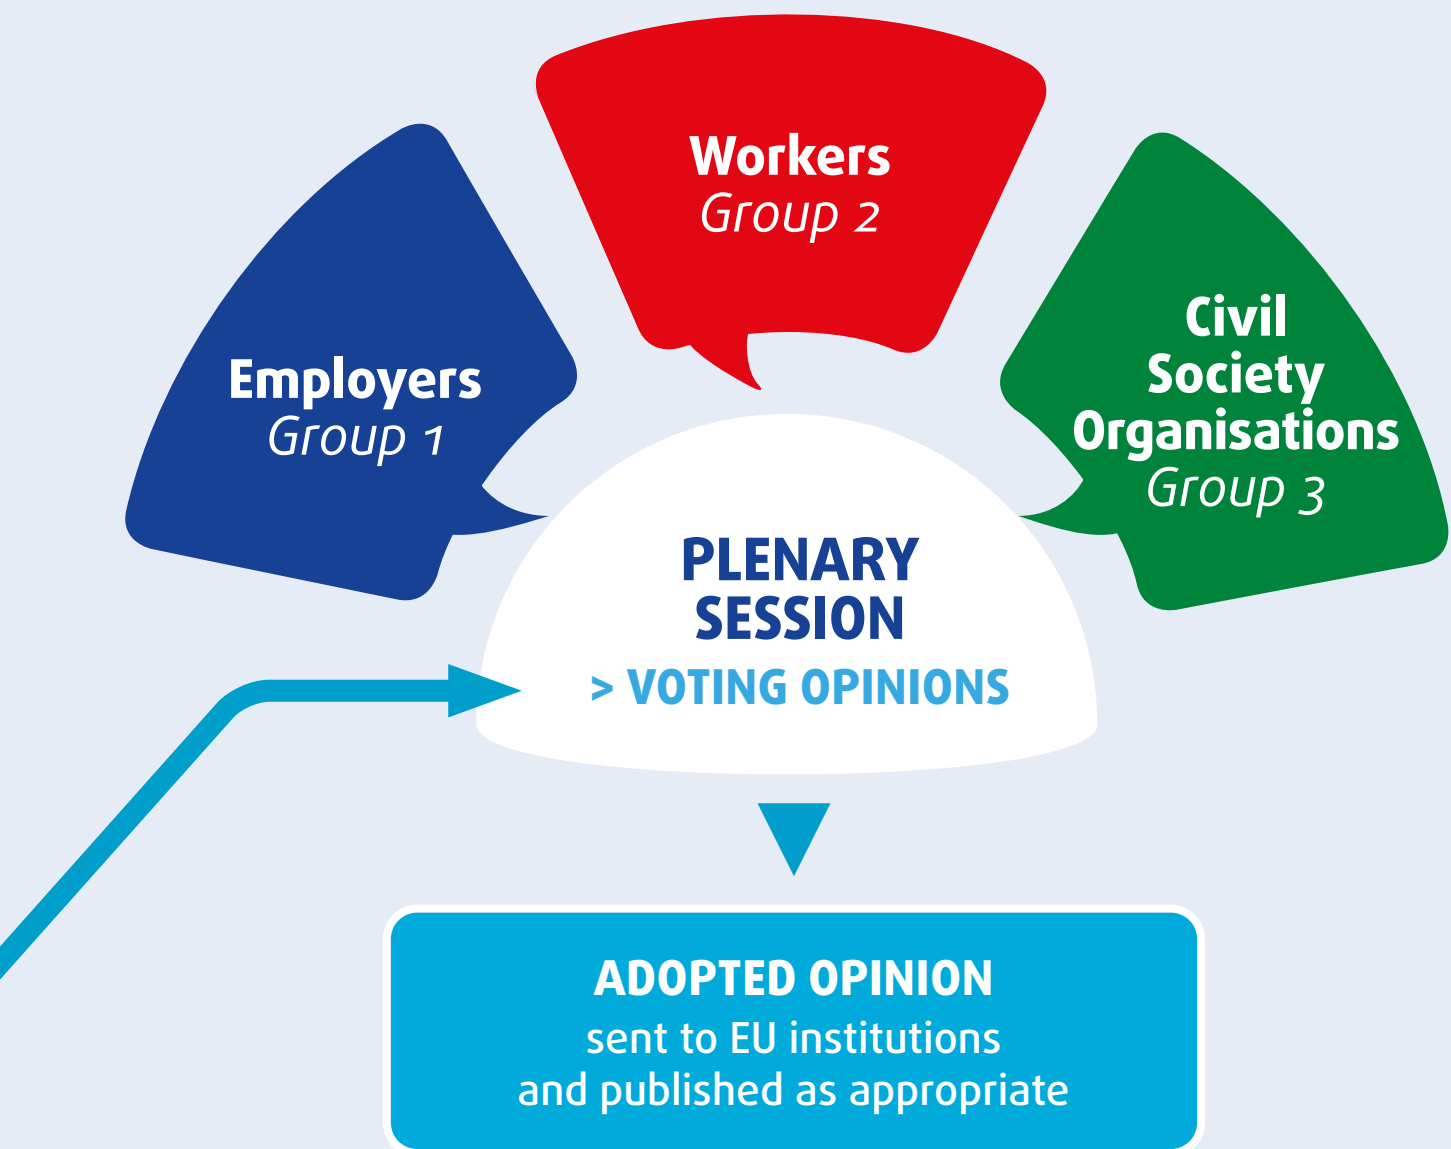 Workers
Group 2
Employers
Group 1
Civil
Society
Organisations
Group 3
PLENARY
SESSION
> VOTING OPINIONS
ADOPTED OPINION
sent to EU institutions
and published as appropriate